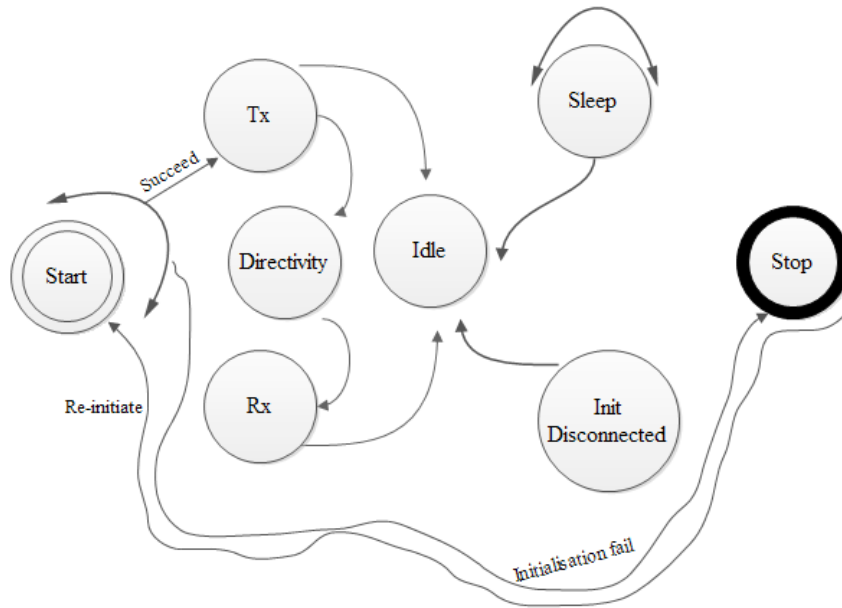 Tx
Sleep
Succeed
Start
Directivity
Idle
Stop
Re-initiate
Rx
Init
Disconnected
Initialisation fail